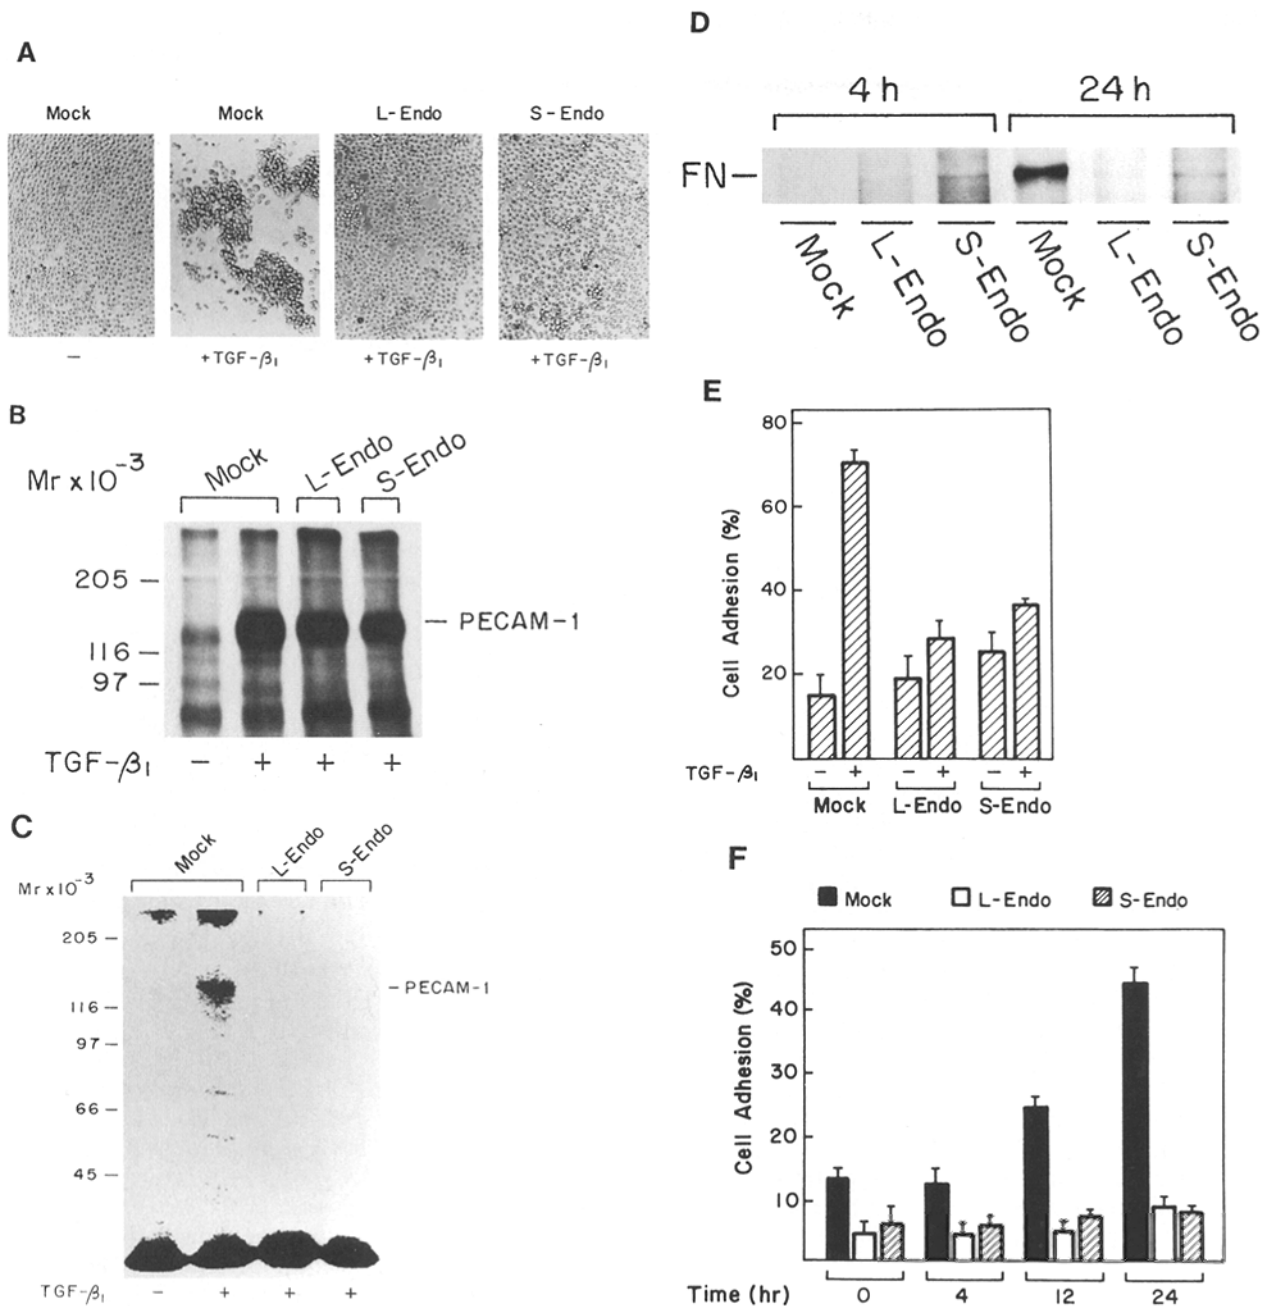 A
Mock Mock L-Endo S-Endo
— +TGF-β₁ +TGF-β₁ +TGF-β₁
B
Mr x 10⁻³ Mock L-Endo S-Endo
205 —
— PECAM-1
116 —
97 —
TGF-β₁ — + + +
C
Mock L-Endo S-Endo
Mr x 10⁻³
205 —
— PECAM-1
116 —
97 —
66 —
45 —
TGF-β₁ — + + +
D
4 h 24 h
FN —
Mock L-Endo S-Endo Mock L-Endo S-Endo
E
80
60
40
20
Cell Adhesion (%)
TGF-β₁ — + — + — +
Mock L-Endo S-Endo
F
Mock L-Endo S-Endo
50
40
30
20
10
Cell Adhesion (%)
Time (hr) 0 4 12 24